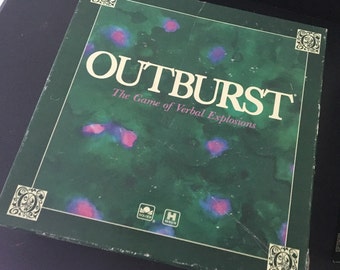 OUTBURST
The Game of Verbal Explosions
H